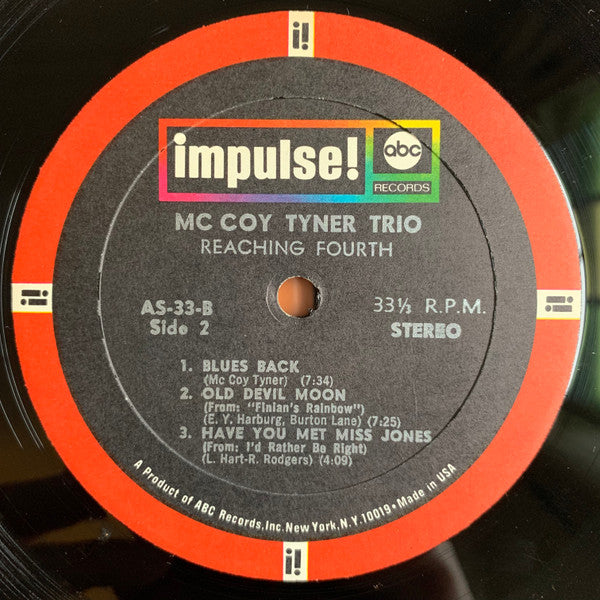 impulse!
abc
RECORDS
MC COY TYNER TRIO
REACHING FOURTH
AS-33-B
Side 2
33⅓ R.P.M.
STEREO
1. BLUES BACK
(Mc Coy Tyner) (7:34)
2. OLD DEVIL MOON
(From: "Finian's Rainbow")
(E. Y. Harburg, Burton Lane) (7:25)
3. HAVE YOU MET MISS JONES
(From: I'd Rather Be Right)
(L. Hart-R. Rodgers) (4:09)
A Product of ABC Records, Inc. New York, N.Y. 10019 • Made in USA
i!
i!
i!
i!